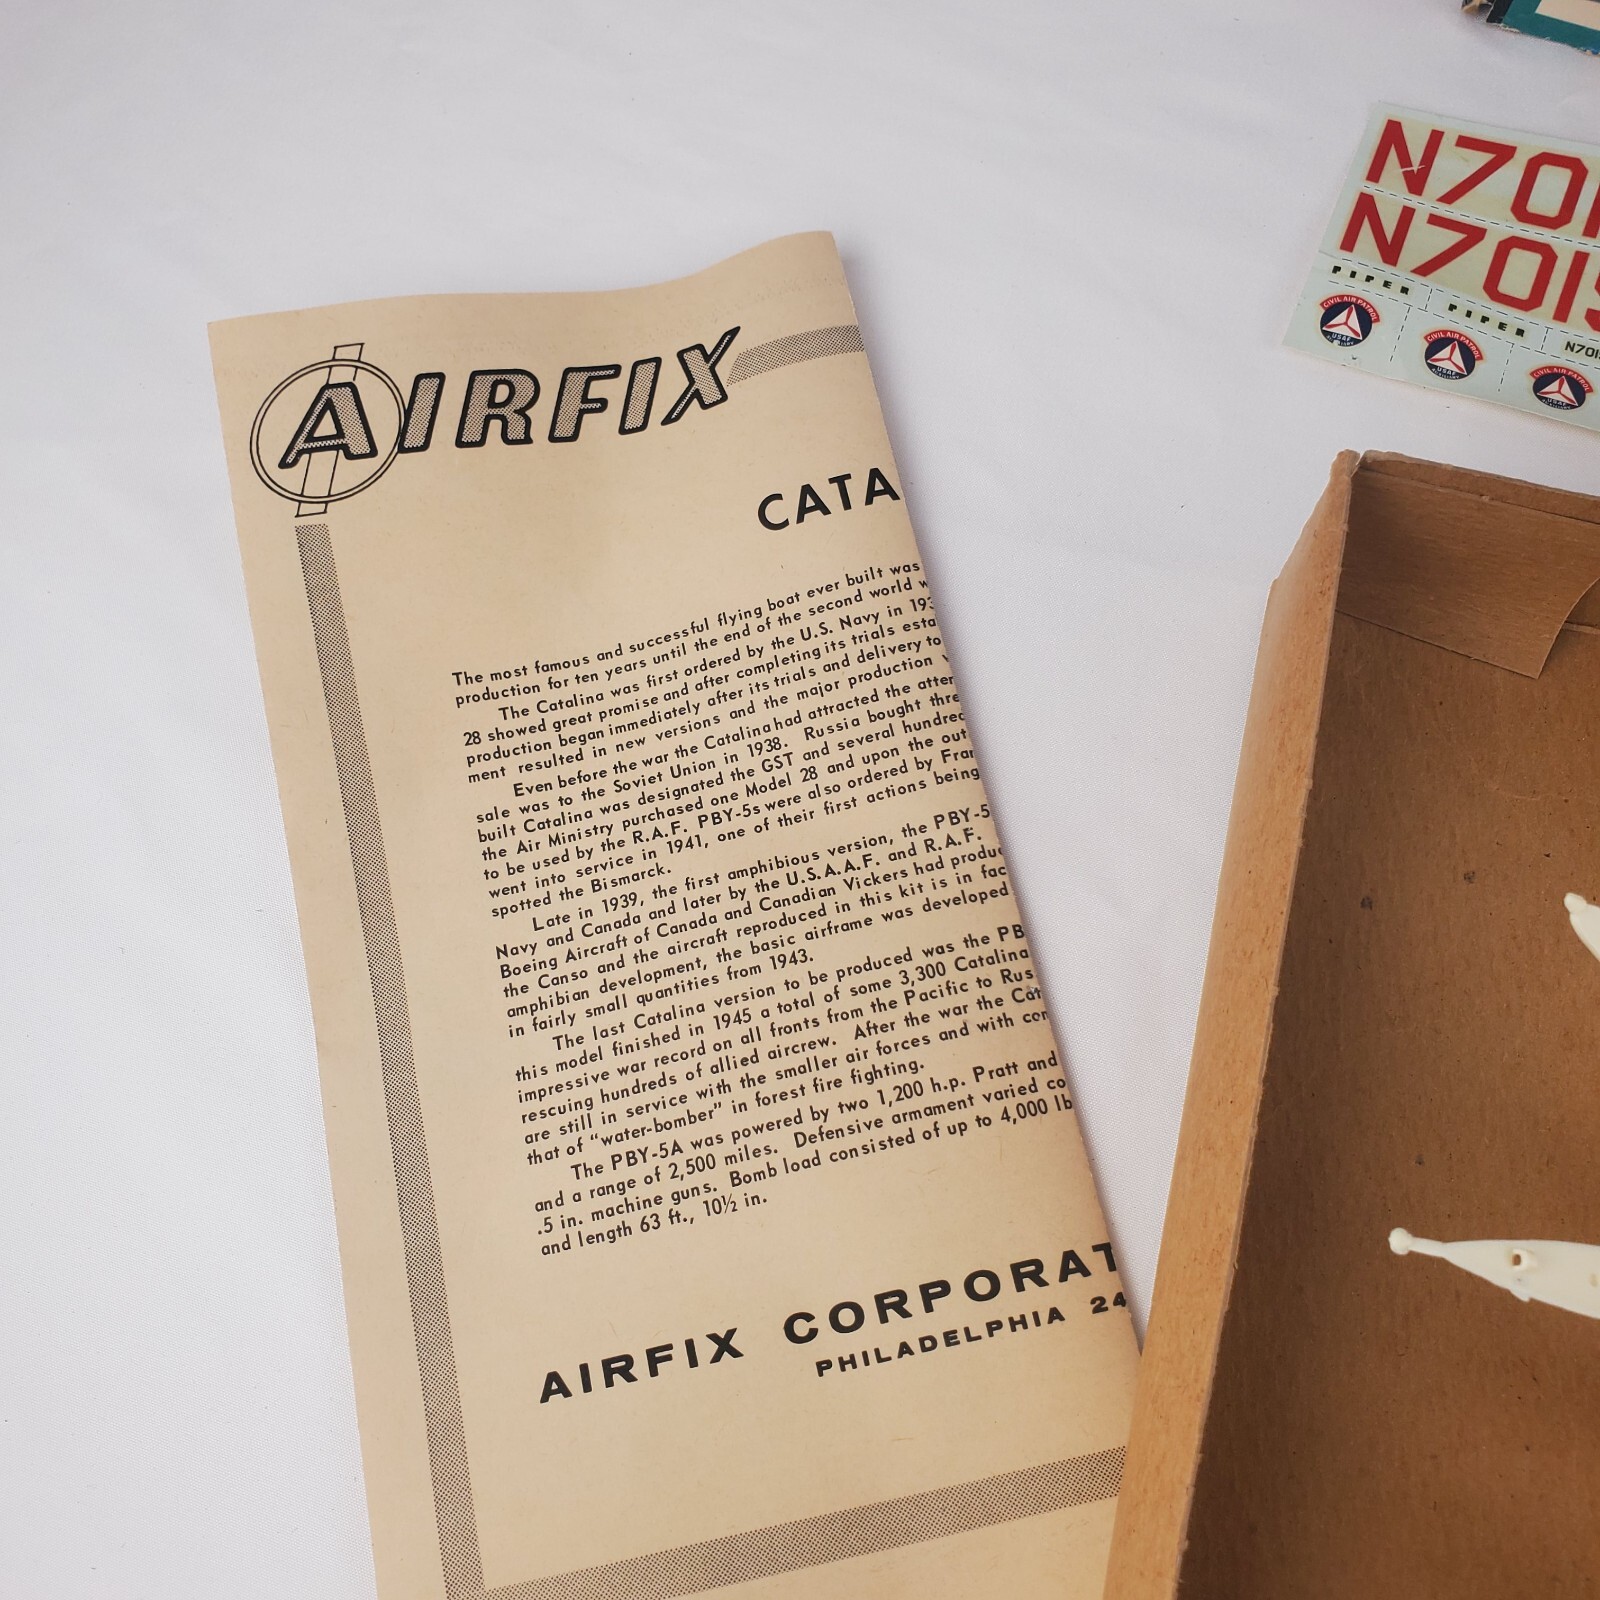 AIRFIX
CATA
The most famous and successful flying boat ever built was
production for ten years until the end of the second world w
The Catalina was first ordered by the U.S. Navy in 193
28 showed great promise and after completing its trials esta
production began immediately after its trials and delivery to
ment resulted in new versions and the major production
Even before the war the Catalina had attracted the atten
sale was to the Soviet Union in 1938. Russia bought thre
built Catalina was designated the GST and several hundred
the Air Ministry purchased one Model 28 and upon the out
to be used by the R.A.F. PBY-5s were also ordered by Fran
went into service in 1941, one of their first actions being
spotted the Bismarck.
Late in 1939, the first amphibious version, the PBY-5
Navy and Canada and later by the U.S.A.A.F. and R.A.F.
Boeing Aircraft of Canada and Canadian Vickers had produc
the Canso and the aircraft reproduced in this kit is in fac
amphibian development, the basic airframe was developed
in fairly small quantities from 1943.
The last Catalina version to be produced was the PB
this model finished in 1945 a total of some 3,300 Catalina
impressive war record on all fronts from the Pacific to Rus
rescuing hundreds of allied aircrew. After the war the Cat
are still in service with the smaller air forces and with con
that of "water-bomber" in forest fire fighting.
The PBY-5A was powered by two 1,200 h.p. Pratt and
and a range of 2,500 miles. Defensive armament varied co
.5 in. machine guns. Bomb load consisted of up to 4,000 lb
and length 63 ft., 10½ in.
AIRFIX CORPORAT
PHILADELPHIA 24
N701
N7015
PIPER
PIPER
N701
CIVIL AIR PATROL
USAF
CIVIL AIR PATROL
USAF
CIVIL AIR PATROL
USAF